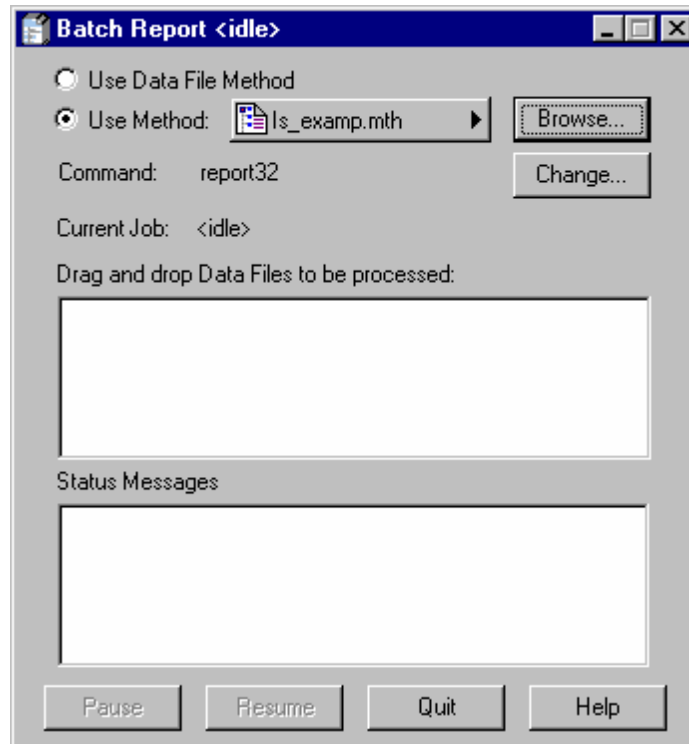 Batch Report <idle>
Use Data File Method
Use Method: ls_examp.mth Browse...
Command: report32 Change...
Current Job: <idle>
Drag and drop Data Files to be processed:
Status Messages
Pause Resume Quit Help